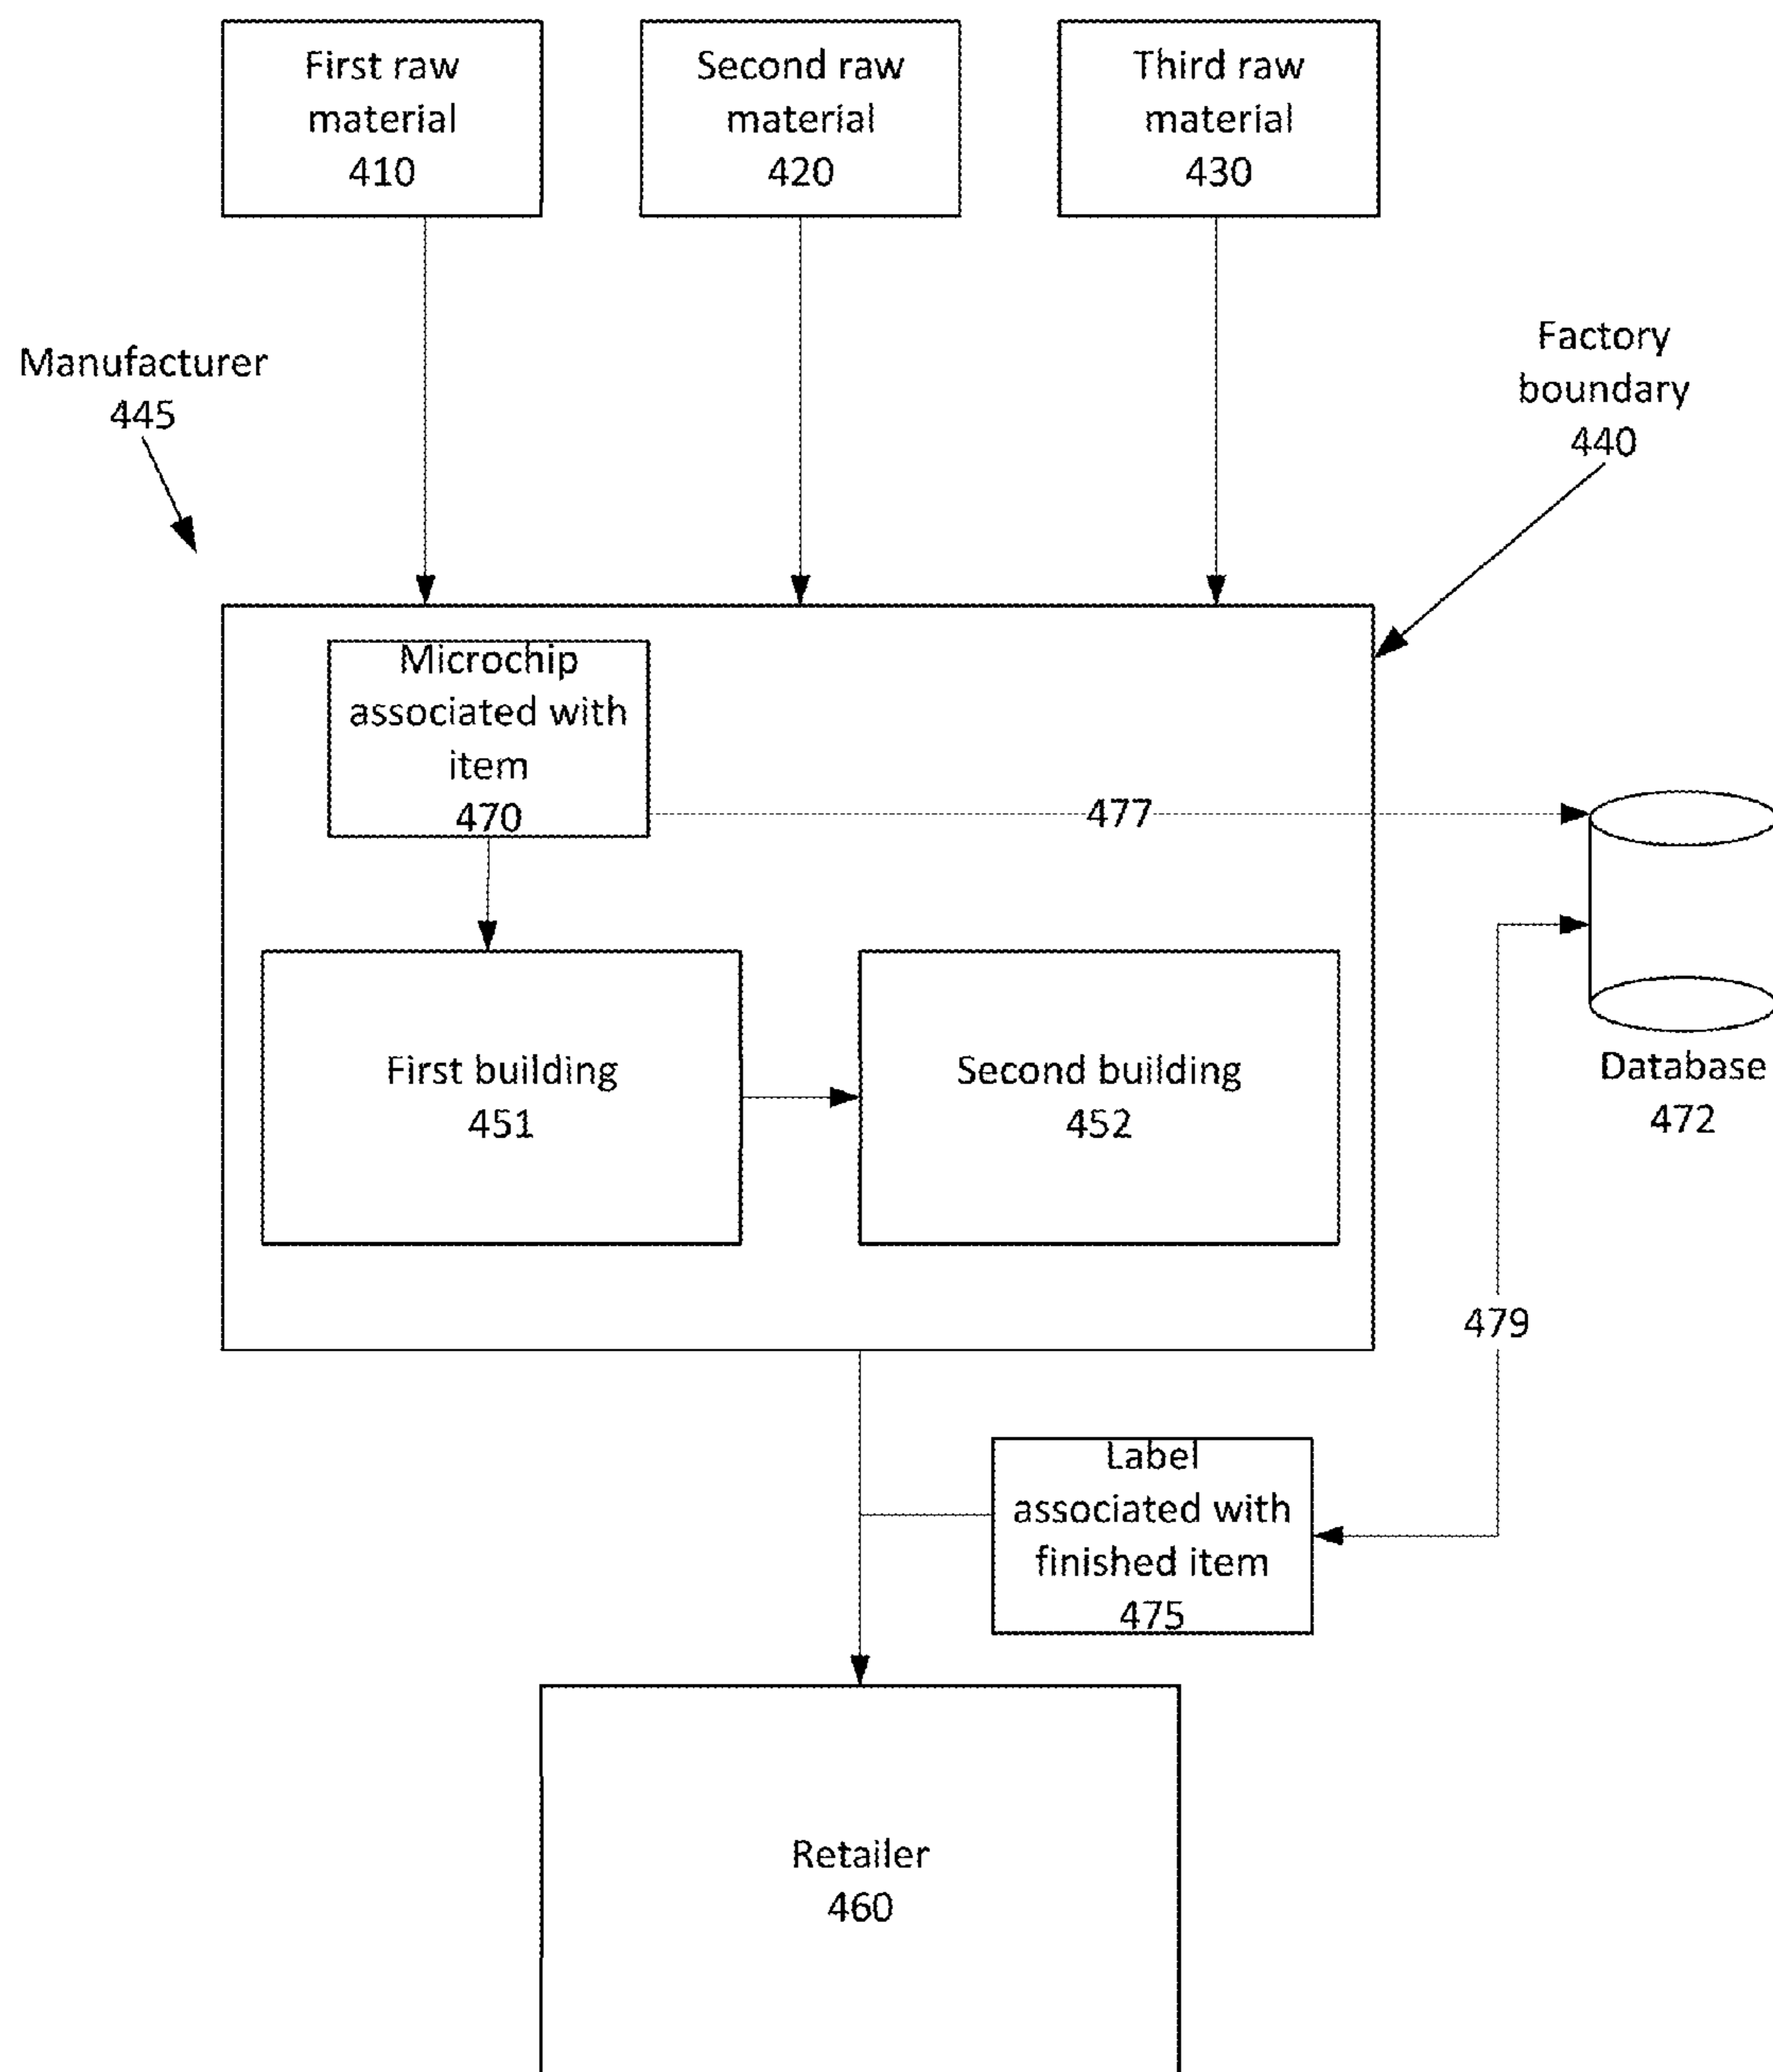 First raw
material
410
Second raw
material
420
Third raw
material
430
Manufacturer
445
Factory
boundary
440
Microchip
associated with
item
470
477
Database
472
First building
451
Second building
452
479
Label
associated with
finished item
475
Retailer
460